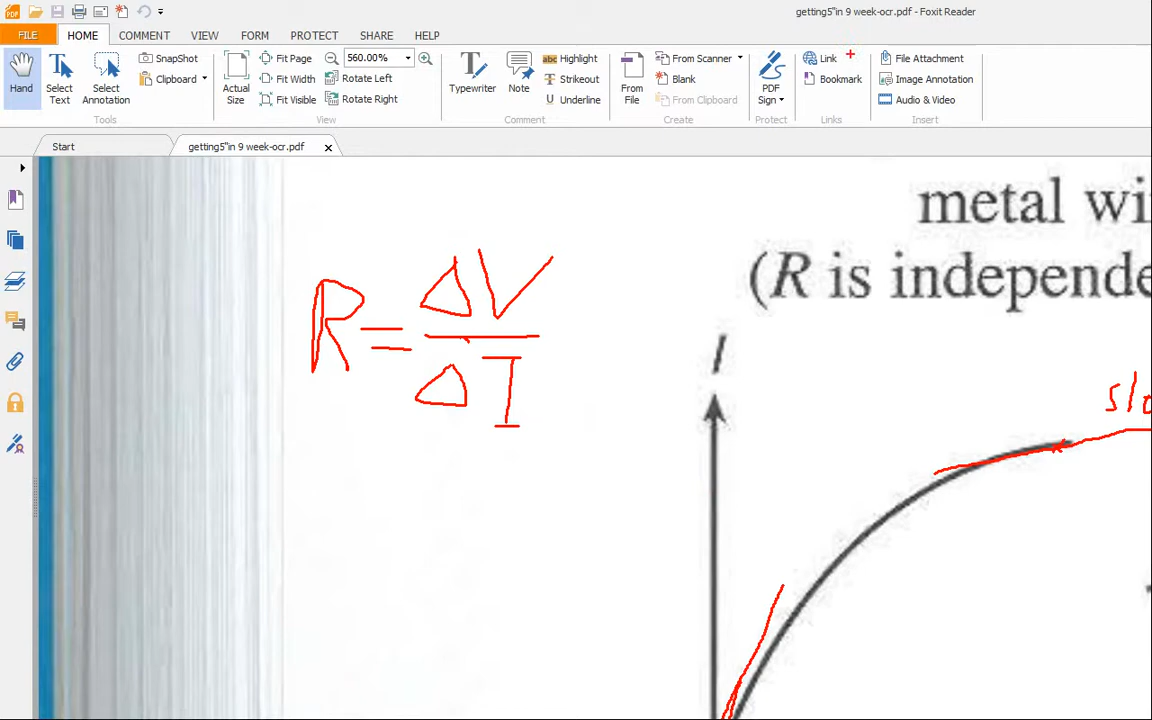 getting5"in 9 week-ocr.pdf - Foxit Reader
FILE HOME COMMENT VIEW FORM PROTECT SHARE HELP
Hand
Select Text
Select Annotation
SnapShot
Clipboard
Tools
Actual Size
Fit Page
Fit Width
Fit Visible
560.00%
Rotate Left
Rotate Right
View
Typewriter
Note
Highlight
Strikeout
Underline
Comment
From File
From Scanner
Blank
From Clipboard
Create
PDF Sign
Protect
Link
Bookmark
Links
File Attachment
Image Annotation
Audio & Video
Insert
Start
getting5"in 9 week-ocr.pdf
metal wi
(R is independe
R = ΔV / ΔI
I
slo